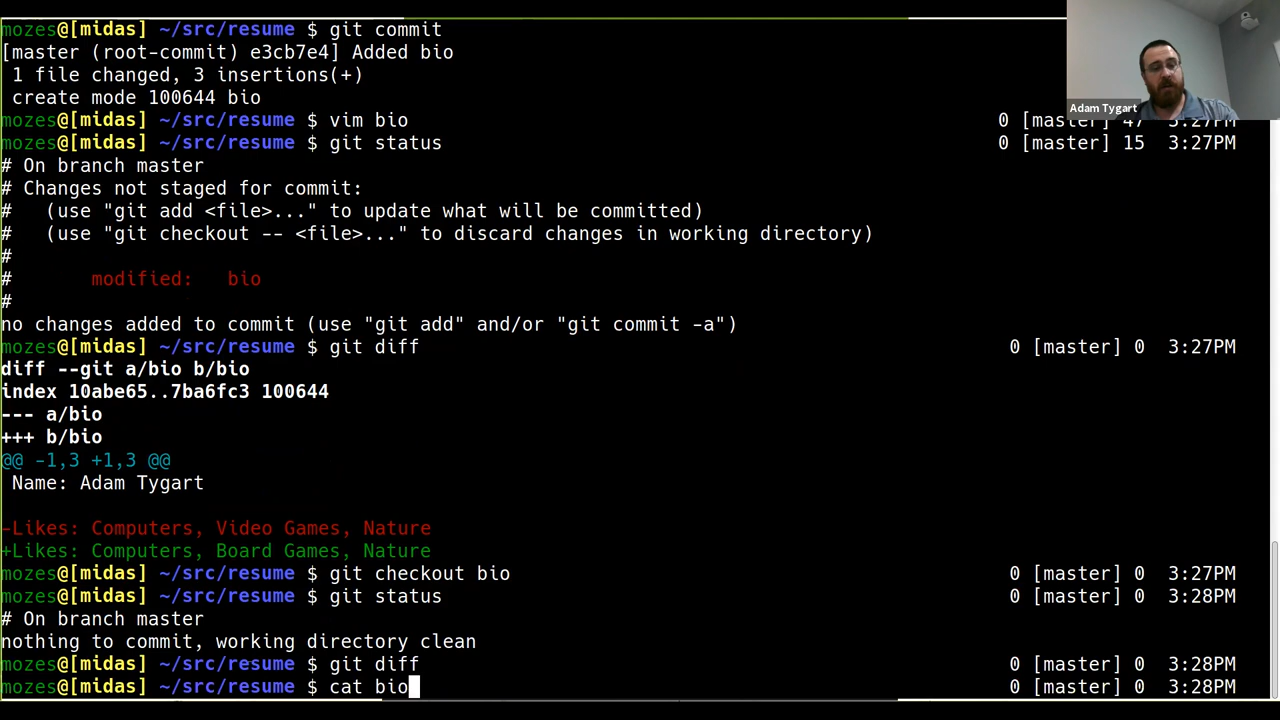 mozes@[midas] ~/src/resume $ git commit
[master (root-commit) e3cb7e4] Added bio
 1 file changed, 3 insertions(+)
 create mode 100644 bio
Adam Tygart
mozes@[midas] ~/src/resume $ vim bio 0 [master] 47 3:27PM
mozes@[midas] ~/src/resume $ git status 0 [master] 15 3:27PM
# On branch master
# Changes not staged for commit:
#   (use "git add <file>..." to update what will be committed)
#   (use "git checkout -- <file>..." to discard changes in working directory)
#
#       modified:   bio
#
no changes added to commit (use "git add" and/or "git commit -a")
mozes@[midas] ~/src/resume $ git diff 0 [master] 0 3:27PM
diff --git a/bio b/bio
index 10abe65..7ba6fc3 100644
--- a/bio
+++ b/bio
@@ -1,3 +1,3 @@
 Name: Adam Tygart
-Likes: Computers, Video Games, Nature
+Likes: Computers, Board Games, Nature
mozes@[midas] ~/src/resume $ git checkout bio 0 [master] 0 3:27PM
mozes@[midas] ~/src/resume $ git status 0 [master] 0 3:28PM
# On branch master
nothing to commit, working directory clean
mozes@[midas] ~/src/resume $ git diff 0 [master] 0 3:28PM
mozes@[midas] ~/src/resume $ cat bio 0 [master] 0 3:28PM